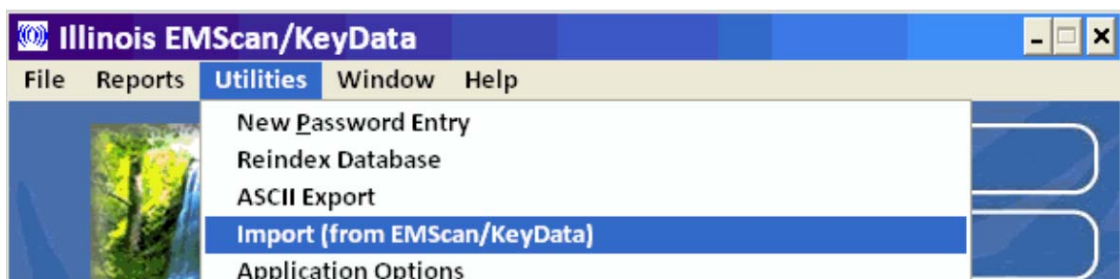 Illinois EMScan/KeyData
File Reports Utilities Window Help
New Password Entry
Reindex Database
ASCII Export
Import (from EMScan/KeyData)
Application Options